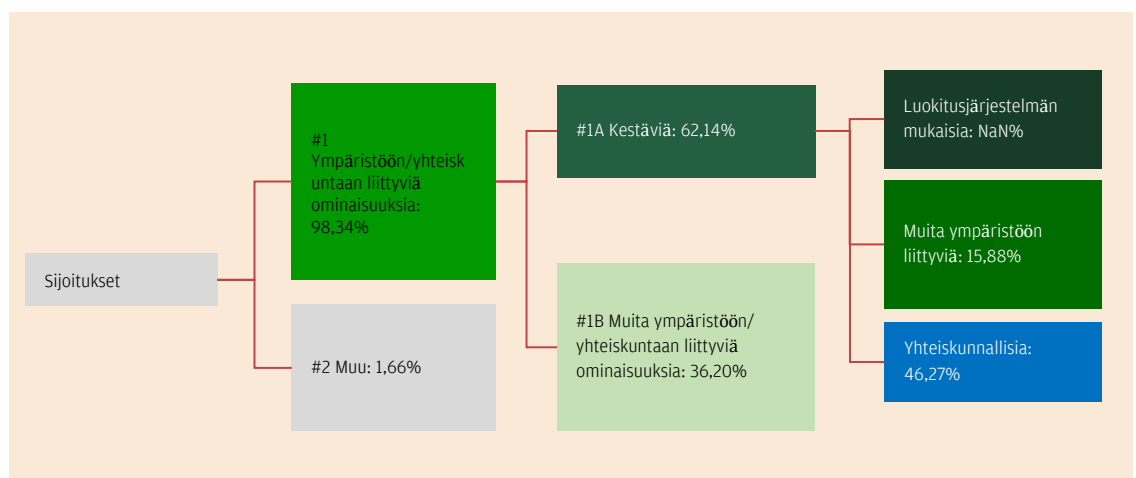 Sijoitukset
#1
Ympäristöön/yhteisk
untaan liittyviä
ominaisuuksia:
98,34%
#2 Muu: 1,66%
#1A Kestäviä: 62,14%
#1B Muita ympäristöön/
yhteiskuntaan liittyviä
ominaisuuksia: 36,20%
Luokitusjärjestelmän
mukaisia: NaN%
Muita ympäristöön
liittyviä: 15,88%
Yhteiskunnallisia:
46,27%